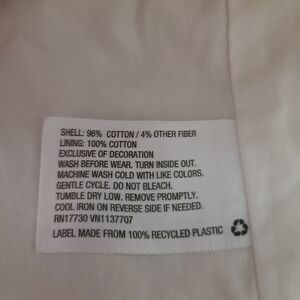 SHELL: 96% COTTON / 4% OTHER FIBER
LINING: 100% COTTON
EXCLUSIVE OF DECORATION
WASH BEFORE WEAR. TURN INSIDE OUT.
MACHINE WASH COLD WITH LIKE COLORS.
GENTLE CYCLE. DO NOT BLEACH.
TUMBLE DRY LOW. REMOVE PROMPTLY.
COOL IRON ON REVERSE SIDE IF NEEDED.
RN17730 VN1137707
LABEL MADE FROM 100% RECYCLED PLASTIC